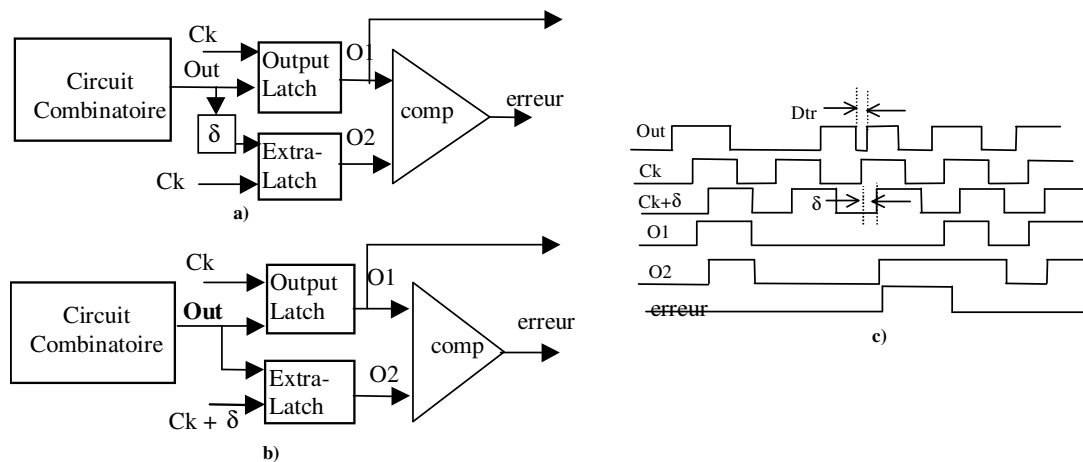 Ck
Out
Circuit
Combinatoire
Output
Latch
O1
comp
erreur
δ
Extra-
Latch
O2
Ck
a)
Ck
Out
Circuit
Combinatoire
Output
Latch
O1
comp
erreur
Extra-
Latch
O2
Ck + δ
b)
Dtr
Out
Ck
Ck+δ
δ
O1
O2
erreur
c)